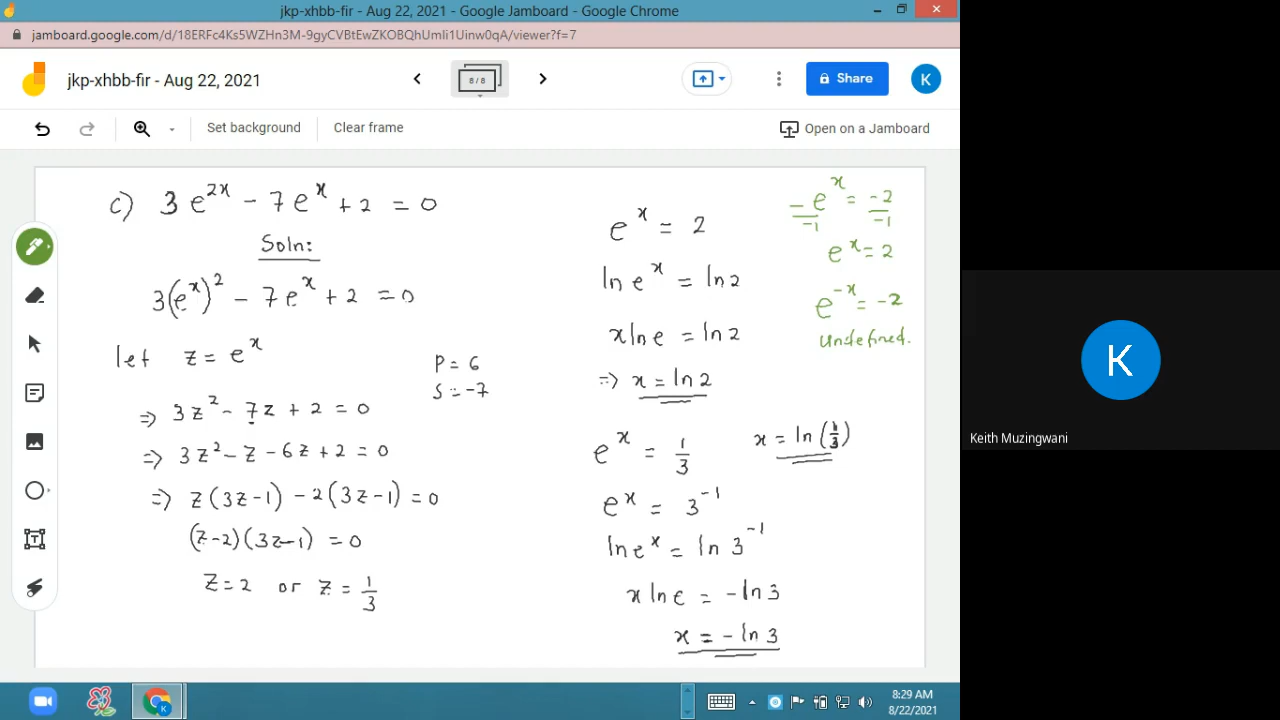 jkp-xhbb-fir - Aug 22, 2021 - Google Jamboard - Google Chrome
jamboard.google.com/d/18ERFc4Ks5WZHn3M-9gyCVBtEwZKOBQhUmli1Uinw0qA/viewer?f=7
jkp-xhbb-fir - Aug 22, 2021
8 / 8
Share
K
Set background
Clear frame
Open on a Jamboard
c) 3e^{2x} - 7e^x + 2 = 0
Soln:
3(e^x)^2 - 7e^x + 2 = 0
let z = e^x
P = 6
S = -7
=> 3z^2 - 7z + 2 = 0
=> 3z^2 - z - 6z + 2 = 0
=> z(3z-1) - 2(3z-1) = 0
(z-2)(3z-1) = 0
z = 2 or z = 1/3
e^x = 2
ln e^x = ln 2
x ln e = ln 2
=> x = ln 2
e^x = 1/3
x = ln(1/3)
e^x = 3^{-1}
ln e^x = ln 3^{-1}
x ln e = - ln 3
x = - ln 3
-e^x/-1 = -2/-1
e^x = 2
e^{-x} = -2
undefined.
K
Keith Muzingwani
8:29 AM
8/22/2021